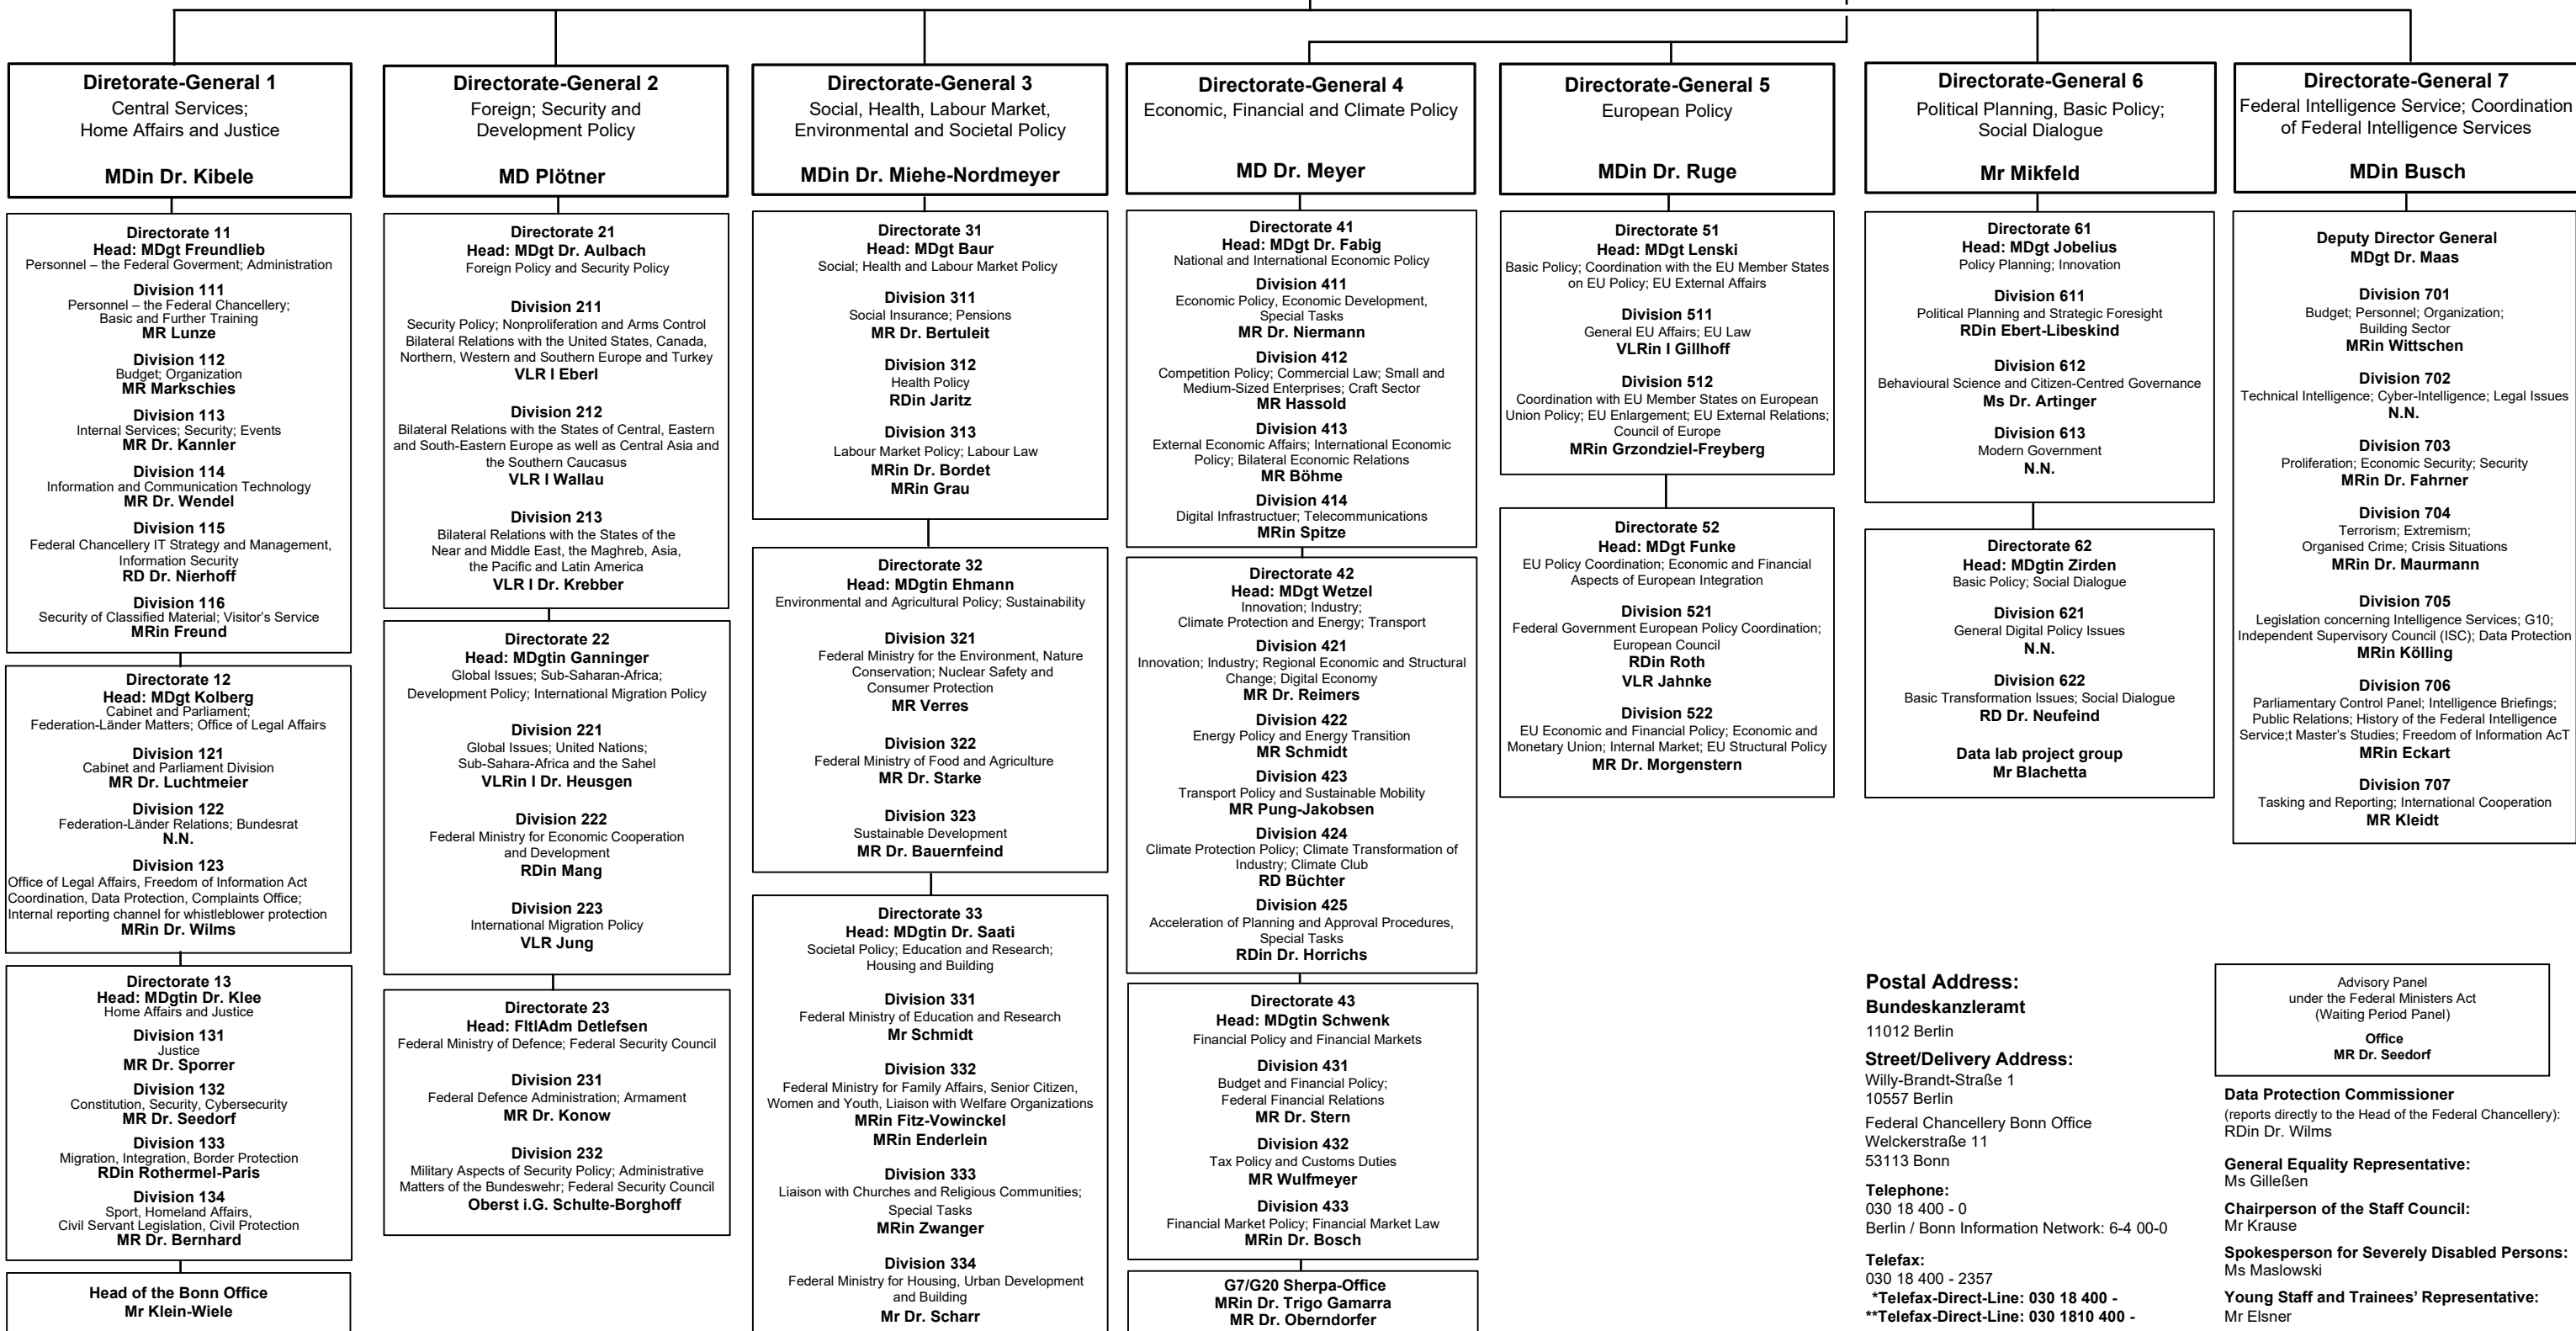 Diretorate-General 1
Central Services;
Home Affairs and Justice
MDin Dr. Kibele
Directorate 11
Head: MDgt Freundlieb
Personnel – the Federal Goverment; Administration
Division 111
Personnel – the Federal Chancellery;
Basic and Further Training
MR Lunze
Division 112
Budget; Organization
MR Markschies
Division 113
Internal Services; Security; Events
MR Dr. Kannler
Division 114
Information and Communication Technology
MR Dr. Wendel
Division 115
Federal Chancellery IT Strategy and Management,
Information Security
RD Dr. Nierhoff
Division 116
Security of Classified Material; Visitor's Service
MRin Freund
Directorate 12
Head: MDgt Kolberg
Cabinet and Parliament;
Federation-Länder Matters; Office of Legal Affairs
Division 121
Cabinet and Parliament Division
MR Dr. Luchtmeier
Division 122
Federation-Länder Relations; Bundesrat
N.N.
Division 123
Office of Legal Affairs, Freedom of Information Act
Coordination, Data Protection, Complaints Office;
Internal reporting channel for whistleblower protection
MRin Dr. Wilms
Directorate 13
Head: MDgtin Dr. Klee
Home Affairs and Justice
Division 131
Justice
MR Dr. Sporrer
Division 132
Constitution, Security, Cybersecurity
MR Dr. Seedorf
Division 133
Migration, Integration, Border Protection
RDin Rothermel-Paris
Division 134
Sport, Homeland Affairs,
Civil Servant Legislation, Civil Protection
MR Dr. Bernhard
Head of the Bonn Office
Mr Klein-Wiele
Directorate-General 2
Foreign; Security and
Development Policy
MD Plötner
Directorate 21
Head: MDgt Dr. Aulbach
Foreign Policy and Security Policy
Division 211
Security Policy; Nonproliferation and Arms Control
Bilateral Relations with the United States, Canada,
Northern, Western and Southern Europe and Turkey
VLR I Eberl
Division 212
Bilateral Relations with the States of Central, Eastern
and South-Eastern Europe as well as Central Asia and
the Southern Caucasus
VLR I Wallau
Division 213
Bilateral Relations with the States of the
Near and Middle East, the Maghreb, Asia,
the Pacific and Latin America
VLR I Dr. Krebber
Directorate 22
Head: MDgtin Ganninger
Global Issues; Sub-Saharan-Africa;
Development Policy; International Migration Policy
Division 221
Global Issues; United Nations;
Sub-Sahara-Africa and the Sahel
VLRin I Dr. Heusgen
Division 222
Federal Ministry for Economic Cooperation
and Development
RDin Mang
Division 223
International Migration Policy
VLR Jung
Directorate 23
Head: FltlAdm Detlefsen
Federal Ministry of Defence; Federal Security Council
Division 231
Federal Defence Administration; Armament
MR Dr. Konow
Division 232
Military Aspects of Security Policy; Administrative
Matters of the Bundeswehr; Federal Security Council
Oberst i.G. Schulte-Borghoff
Directorate-General 3
Social, Health, Labour Market,
Environmental and Societal Policy
MDin Dr. Miehe-Nordmeyer
Directorate 31
Head: MDgt Baur
Social; Health and Labour Market Policy
Division 311
Social Insurance; Pensions
MR Dr. Bertuleit
Division 312
Health Policy
RDin Jaritz
Division 313
Labour Market Policy; Labour Law
MRin Dr. Bordet
MRin Grau
Directorate 32
Head: MDgtin Ehmann
Environmental and Agricultural Policy; Sustainability
Division 321
Federal Ministry for the Environment, Nature
Conservation; Nuclear Safety and
Consumer Protection
MR Verres
Division 322
Federal Ministry of Food and Agriculture
MR Dr. Starke
Division 323
Sustainable Development
MR Dr. Bauernfeind
Directorate 33
Head: MDgtin Dr. Saati
Societal Policy; Education and Research;
Housing and Building
Division 331
Federal Ministry of Education and Research
Mr Schmidt
Division 332
Federal Ministry for Family Affairs, Senior Citizen,
Women and Youth, Liaison with Welfare Organizations
MRin Fitz-Vowinckel
MRin Enderlein
Division 333
Liaison with Churches and Religious Communities;
Special Tasks
MRin Zwanger
Division 334
Federal Ministry for Housing, Urban Development
and Building
Mr Dr. Scharr
Directorate-General 4
Economic, Financial and Climate Policy
MD Dr. Meyer
Directorate 41
Head: MDgt Dr. Fabig
National and International Economic Policy
Division 411
Economic Policy, Economic Development,
Special Tasks
MR Dr. Niermann
Division 412
Competition Policy; Commercial Law; Small and
Medium-Sized Enterprises; Craft Sector
MR Hassold
Division 413
External Economic Affairs; International Economic
Policy; Bilateral Economic Relations
MR Böhme
Division 414
Digital Infrastructuer; Telecommunications
MRin Spitze
Directorate 42
Head: MDgt Wetzel
Innovation; Industry;
Climate Protection and Energy; Transport
Division 421
Innovation; Industry; Regional Economic and Structural
Change; Digital Economy
MR Dr. Reimers
Division 422
Energy Policy and Energy Transition
MR Schmidt
Division 423
Transport Policy and Sustainable Mobility
MR Pung-Jakobsen
Division 424
Climate Protection Policy; Climate Transformation of
Industry; Climate Club
RD Büchter
Division 425
Acceleration of Planning and Approval Procedures,
Special Tasks
RDin Dr. Horrichs
Directorate 43
Head: MDgtin Schwenk
Financial Policy and Financial Markets
Division 431
Budget and Financial Policy;
Federal Financial Relations
MR Dr. Stern
Division 432
Tax Policy and Customs Duties
MR Wulfmeyer
Division 433
Financial Market Policy; Financial Market Law
MRin Dr. Bosch
G7/G20 Sherpa-Office
MRin Dr. Trigo Gamarra
MR Dr. Oberndorfer
Directorate-General 5
European Policy
MDin Dr. Ruge
Directorate 51
Head: MDgt Lenski
Basic Policy; Coordination with the EU Member States
on EU Policy; EU External Affairs
Division 511
General EU Affairs; EU Law
VLRin I Gillhoff
Division 512
Coordination with EU Member States on European
Union Policy; EU Enlargement; EU External Relations;
Council of Europe
MRin Grzondziel-Freyberg
Directorate 52
Head: MDgt Funke
EU Policy Coordination; Economic and Financial
Aspects of European Integration
Division 521
Federal Government European Policy Coordination;
European Council
RDin Roth
VLR Jahnke
Division 522
EU Economic and Financial Policy; Economic and
Monetary Union; Internal Market; EU Structural Policy
MR Dr. Morgenstern
Directorate-General 6
Political Planning, Basic Policy;
Social Dialogue
Mr Mikfeld
Directorate 61
Head: MDgt Jobelius
Policy Planning; Innovation
Division 611
Political Planning and Strategic Foresight
RDin Ebert-Libeskind
Division 612
Behavioural Science and Citizen-Centred Governance
Ms Dr. Artinger
Division 613
Modern Government
N.N.
Directorate 62
Head: MDgtin Zirden
Basic Policy; Social Dialogue
Division 621
General Digital Policy Issues
N.N.
Division 622
Basic Transformation Issues; Social Dialogue
RD Dr. Neufeind
Data lab project group
Mr Blachetta
Directorate-General 7
Federal Intelligence Service; Coordination
of Federal Intelligence Services
MDin Busch
Deputy Director General
MDgt Dr. Maas
Division 701
Budget; Personnel; Organization;
Building Sector
MRin Wittschen
Division 702
Technical Intelligence; Cyber-Intelligence; Legal Issues
N.N.
Division 703
Proliferation; Economic Security; Security
MRin Dr. Fahrner
Division 704
Terrorism; Extremism;
Organised Crime; Crisis Situations
MRin Dr. Maurmann
Division 705
Legislation concerning Intelligence Services; G10;
Independent Supervisory Council (ISC); Data Protection
MRin Kölling
Division 706
Parliamentary Control Panel; Intelligence Briefings;
Public Relations; History of the Federal Intelligence
Service;t Master's Studies; Freedom of Information AcT
MRin Eckart
Division 707
Tasking and Reporting; International Cooperation
MR Kleidt
Postal Address:
Bundeskanzleramt
11012 Berlin
Street/Delivery Address:
Willy-Brandt-Straße 1
10557 Berlin
Federal Chancellery Bonn Office
Welckerstraße 11
53113 Bonn
Telephone:
030 18 400 - 0
Berlin / Bonn Information Network: 6-4 00-0
Telefax:
030 18 400 - 2357
*Telefax-Direct-Line: 030 18 400 -
**Telefax-Direct-Line: 030 1810 400 -
Advisory Panel
under the Federal Ministers Act
(Waiting Period Panel)
Office
MR Dr. Seedorf
Data Protection Commissioner
(reports directly to the Head of the Federal Chancellery):
RDin Dr. Wilms
General Equality Representative:
Ms Gilleßen
Chairperson of the Staff Council:
Mr Krause
Spokesperson for Severely Disabled Persons:
Ms Maslowski
Young Staff and Trainees' Representative:
Mr Elsner